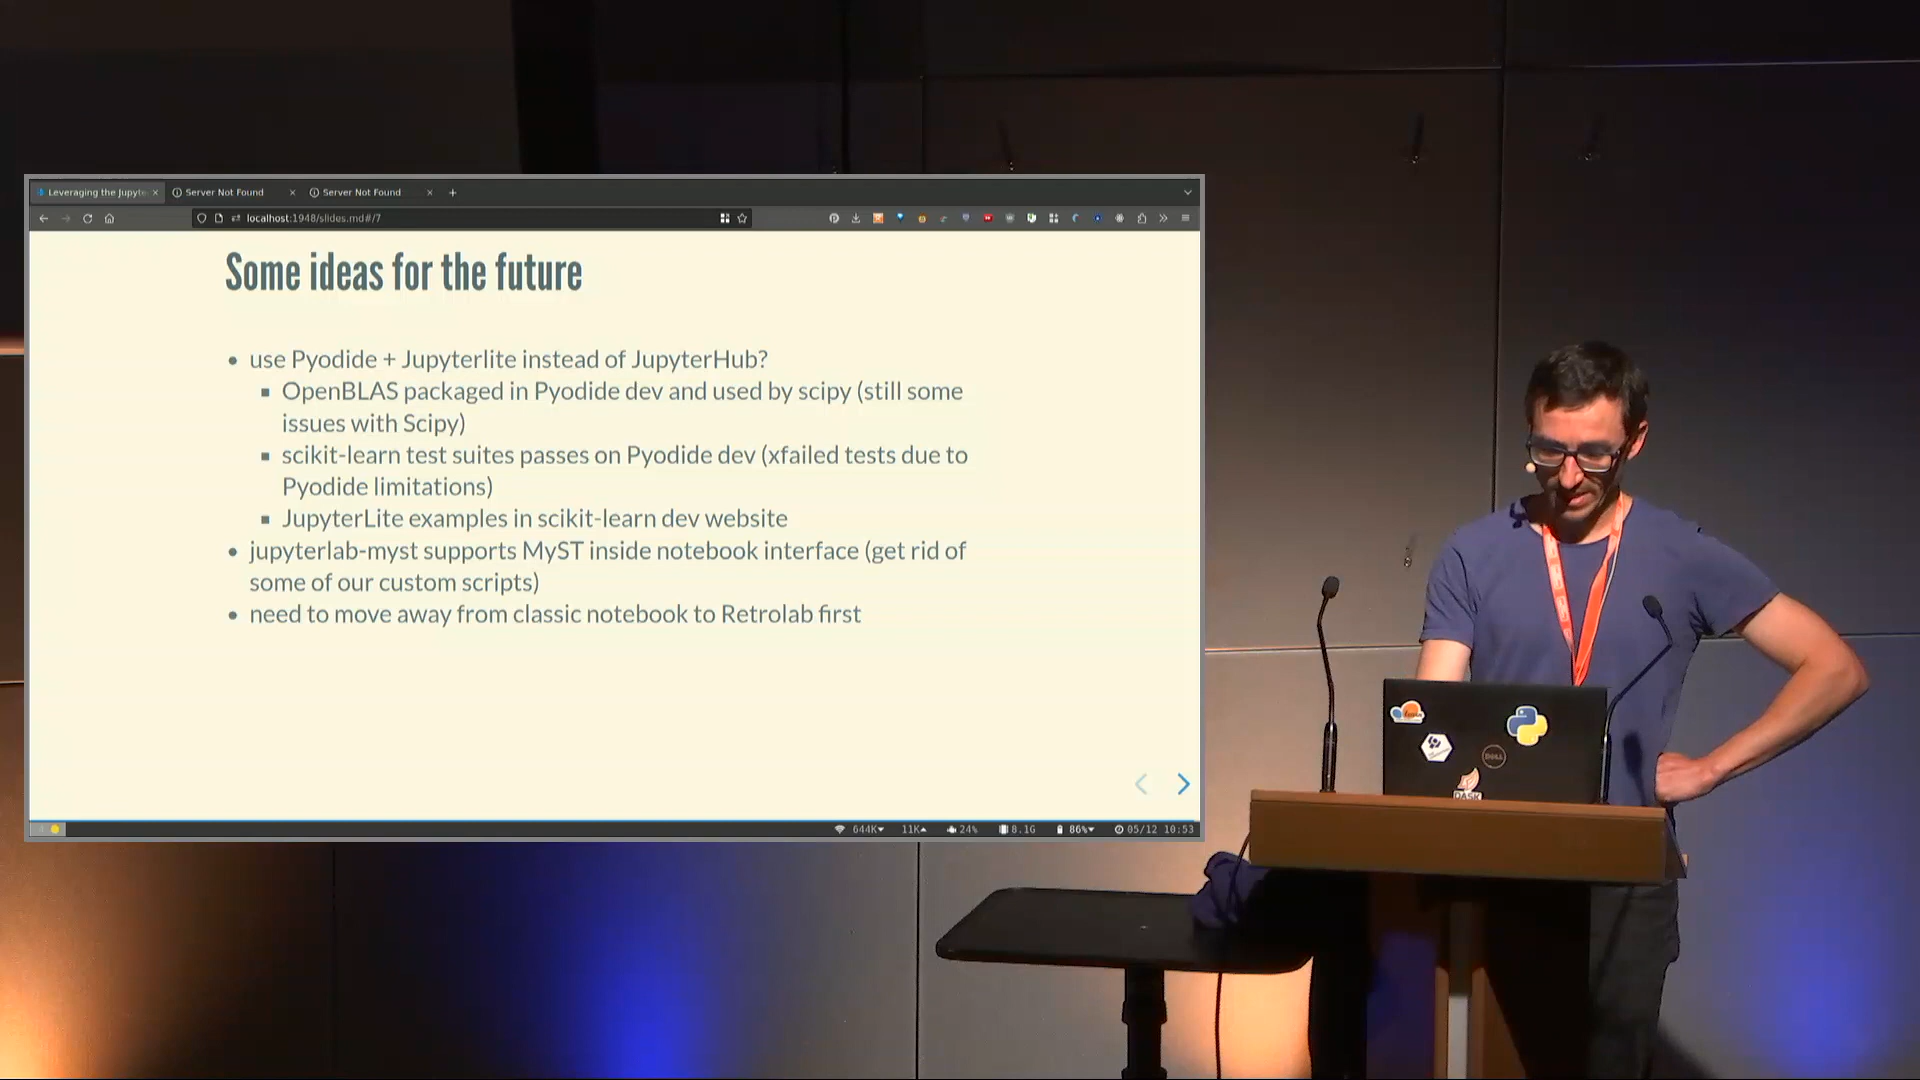 Leveraging the Jupyte
Server Not Found
Server Not Found
localhost:1948/slides.md#/7
Some ideas for the future
• use Pyodide + Jupyterlite instead of JupyterHub?
▪ OpenBLAS packaged in Pyodide dev and used by scipy (still some
issues with Scipy)
▪ scikit-learn test suites passes on Pyodide dev (xfailed tests due to
Pyodide limitations)
▪ JupyterLite examples in scikit-learn dev website
• jupyterlab-myst supports MyST inside notebook interface (get rid of
some of our custom scripts)
• need to move away from classic notebook to Retrolab first
644K 11K 24% 8.1G 86% 05/12 10:53
DELL
DASK